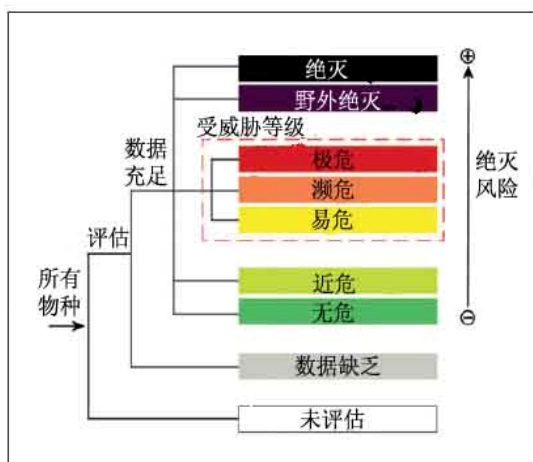 绝灭
野外绝灭
受威胁等级
极危
濒危
易危
数据
充足
绝灭
风险
评估
所有
物种
近危
无危
数据缺乏
未评估